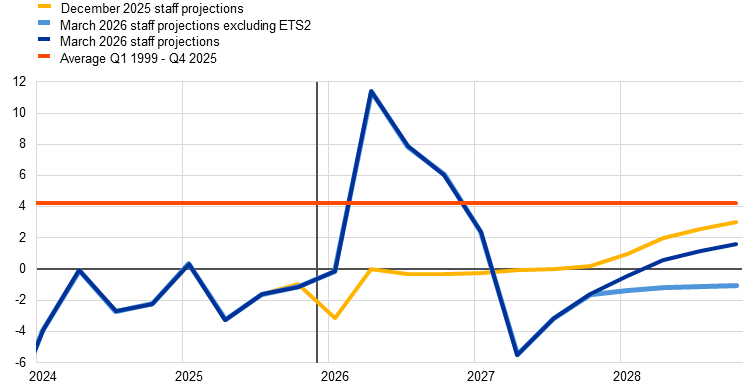 December 2025 staff projections
March 2026 staff projections excluding ETS2
March 2026 staff projections
Average Q1 1999 - Q4 2025
12
10
8
6
4
2
0
-2
-4
-6
2024 2025 2026 2027 2028